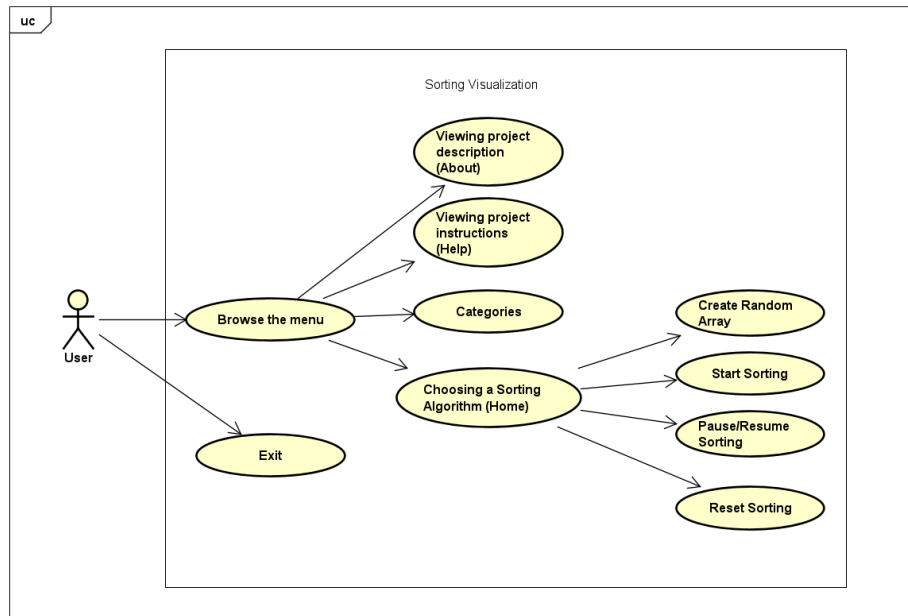 uc
Sorting Visualization
Viewing project
description
(About)
Viewing project
instructions
(Help)
Browse the menu
Categories
Create Random
Array
User
Choosing a Sorting
Algorithm (Home)
Start Sorting
Pause/Resume
Sorting
Exit
Reset Sorting